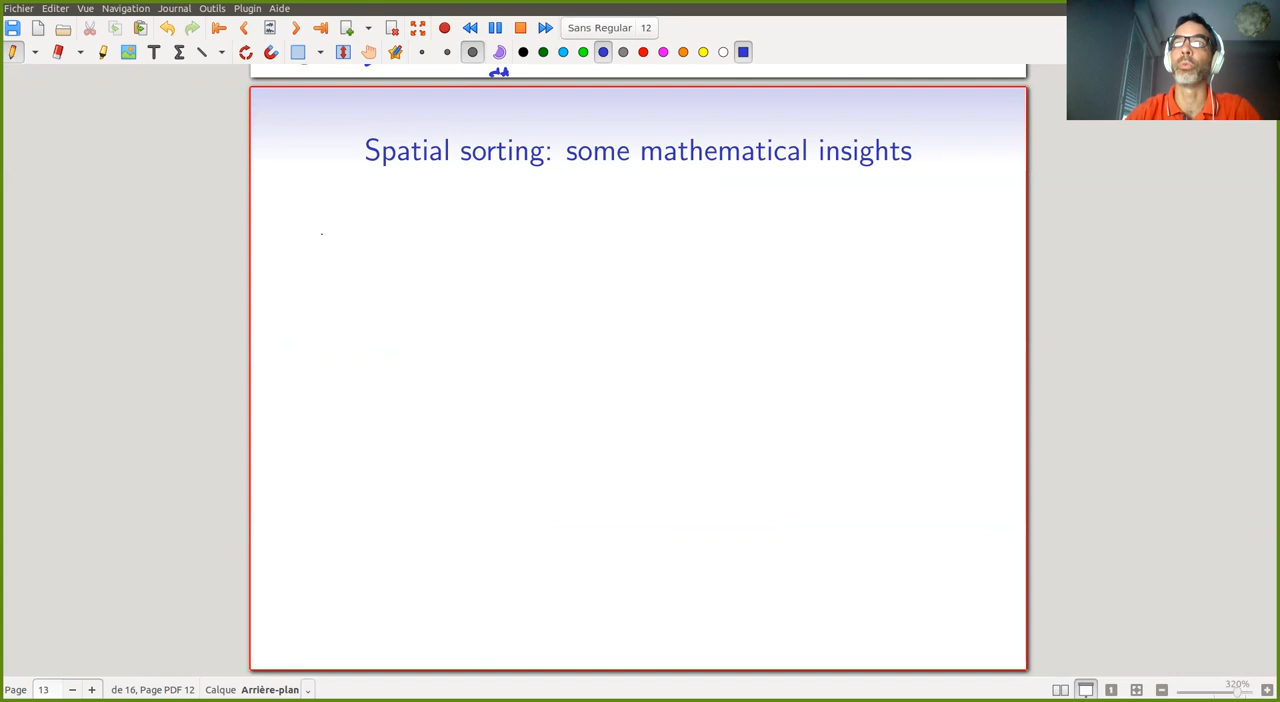 Fichier Editer Vue Navigation Journal Outils Plugin Aide
Sans Regular 12
Spatial sorting: some mathematical insights
Page 13 de 16, Page PDF 12 Calque Arrière-plan
320%